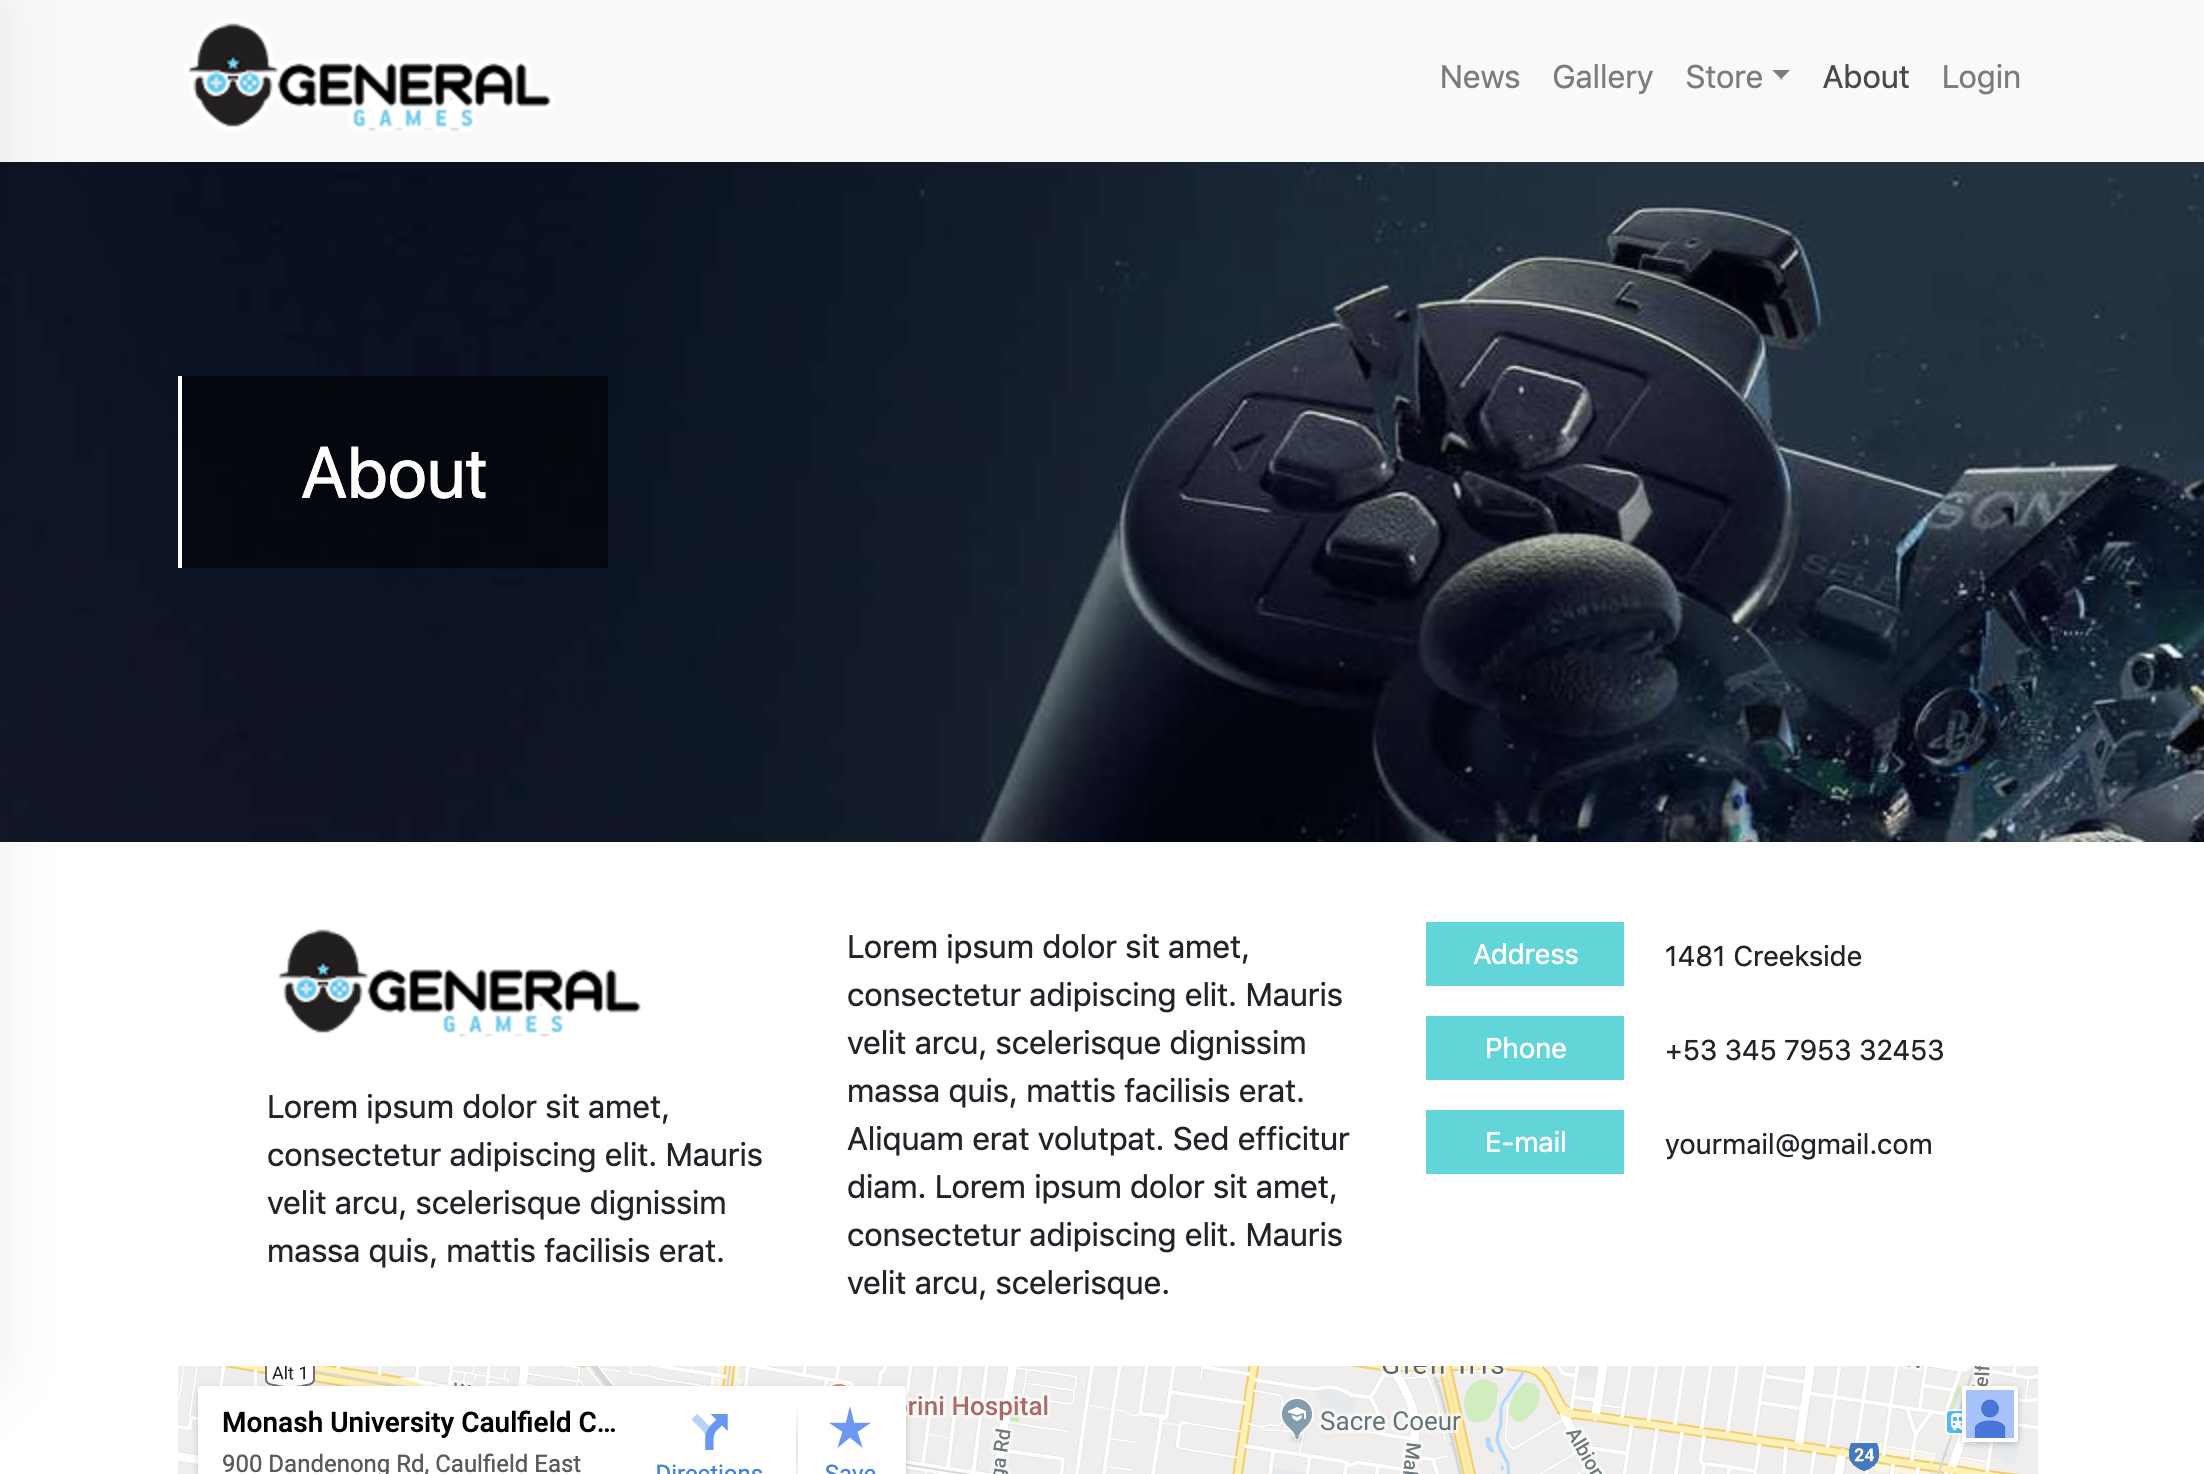 GENERAL
GAMES
News Gallery Store About Login
About
L
SELE
GENERAL
GAMES
Lorem ipsum dolor sit amet,
consectetur adipiscing elit. Mauris
velit arcu, scelerisque dignissim
massa quis, mattis facilisis erat.
Lorem ipsum dolor sit amet,
consectetur adipiscing elit. Mauris
velit arcu, scelerisque dignissim
massa quis, mattis facilisis erat.
Aliquam erat volutpat. Sed efficitur
diam. Lorem ipsum dolor sit amet,
consectetur adipiscing elit. Mauris
velit arcu, scelerisque.
Address 1481 Creekside
Phone +53 345 7953 32453
E-mail yourmail@gmail.com
Alt 1
Monash University Caulfield C...
900 Dandenong Rd, Caulfield East
Directions
Save
rini Hospital
Sacre Coeur
Albion
24